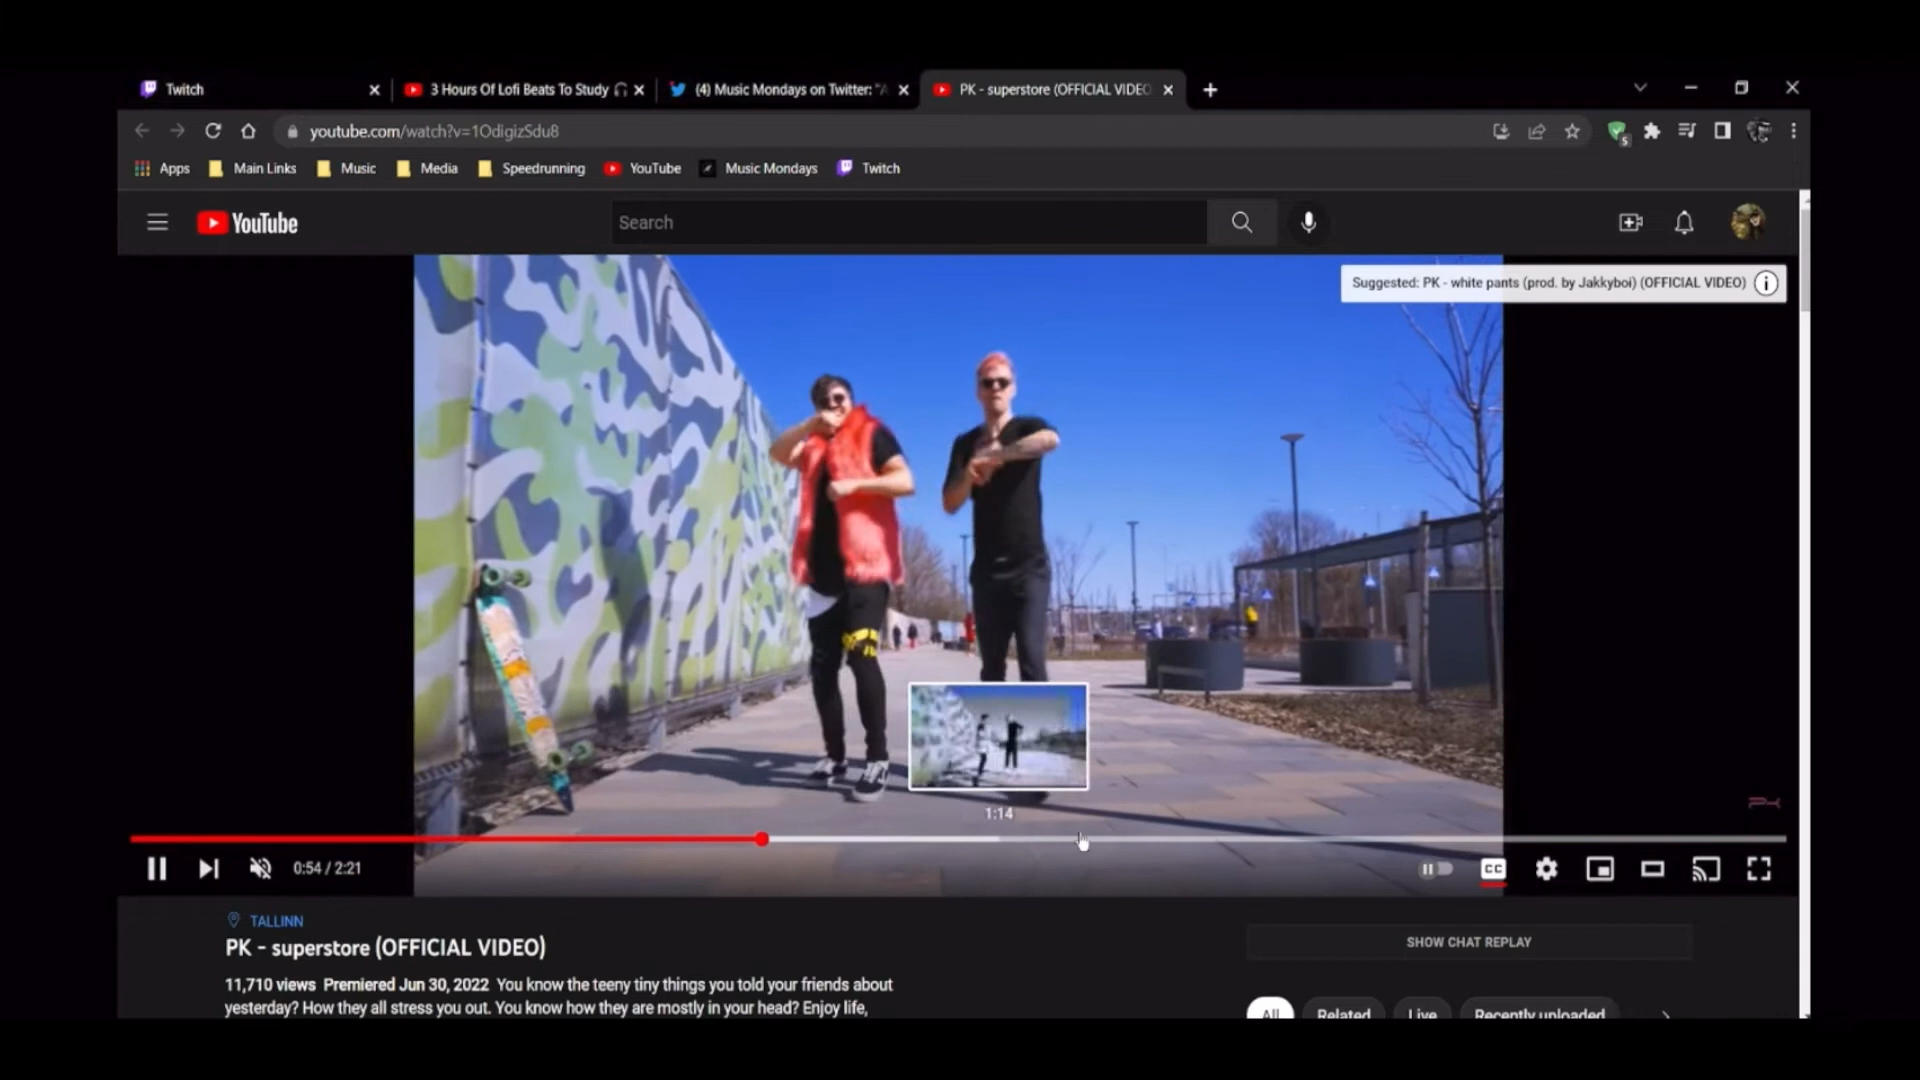 Twitch
3 Hours Of Lofi Beats To Study
(4) Music Mondays on Twitter: "A
PK - superstore (OFFICIAL VIDEO
youtube.com/watch?v=1OdigizSdu8
5
Apps
Main Links
Music
Media
Speedrunning
YouTube
Music Mondays
Twitch
YouTube
Search
Suggested: PK - white pants (prod. by Jakkyboi) (OFFICIAL VIDEO)
1:14
PK
0:54 / 2:21
CC
TALLINN
PK - superstore (OFFICIAL VIDEO)
SHOW CHAT REPLAY
11,710 views Premiered Jun 30, 2022 You know the teeny tiny things you told your friends about
yesterday? How they all stress you out. You know how they are mostly in your head? Enjoy life,
All
Related
Live
Recently uploaded